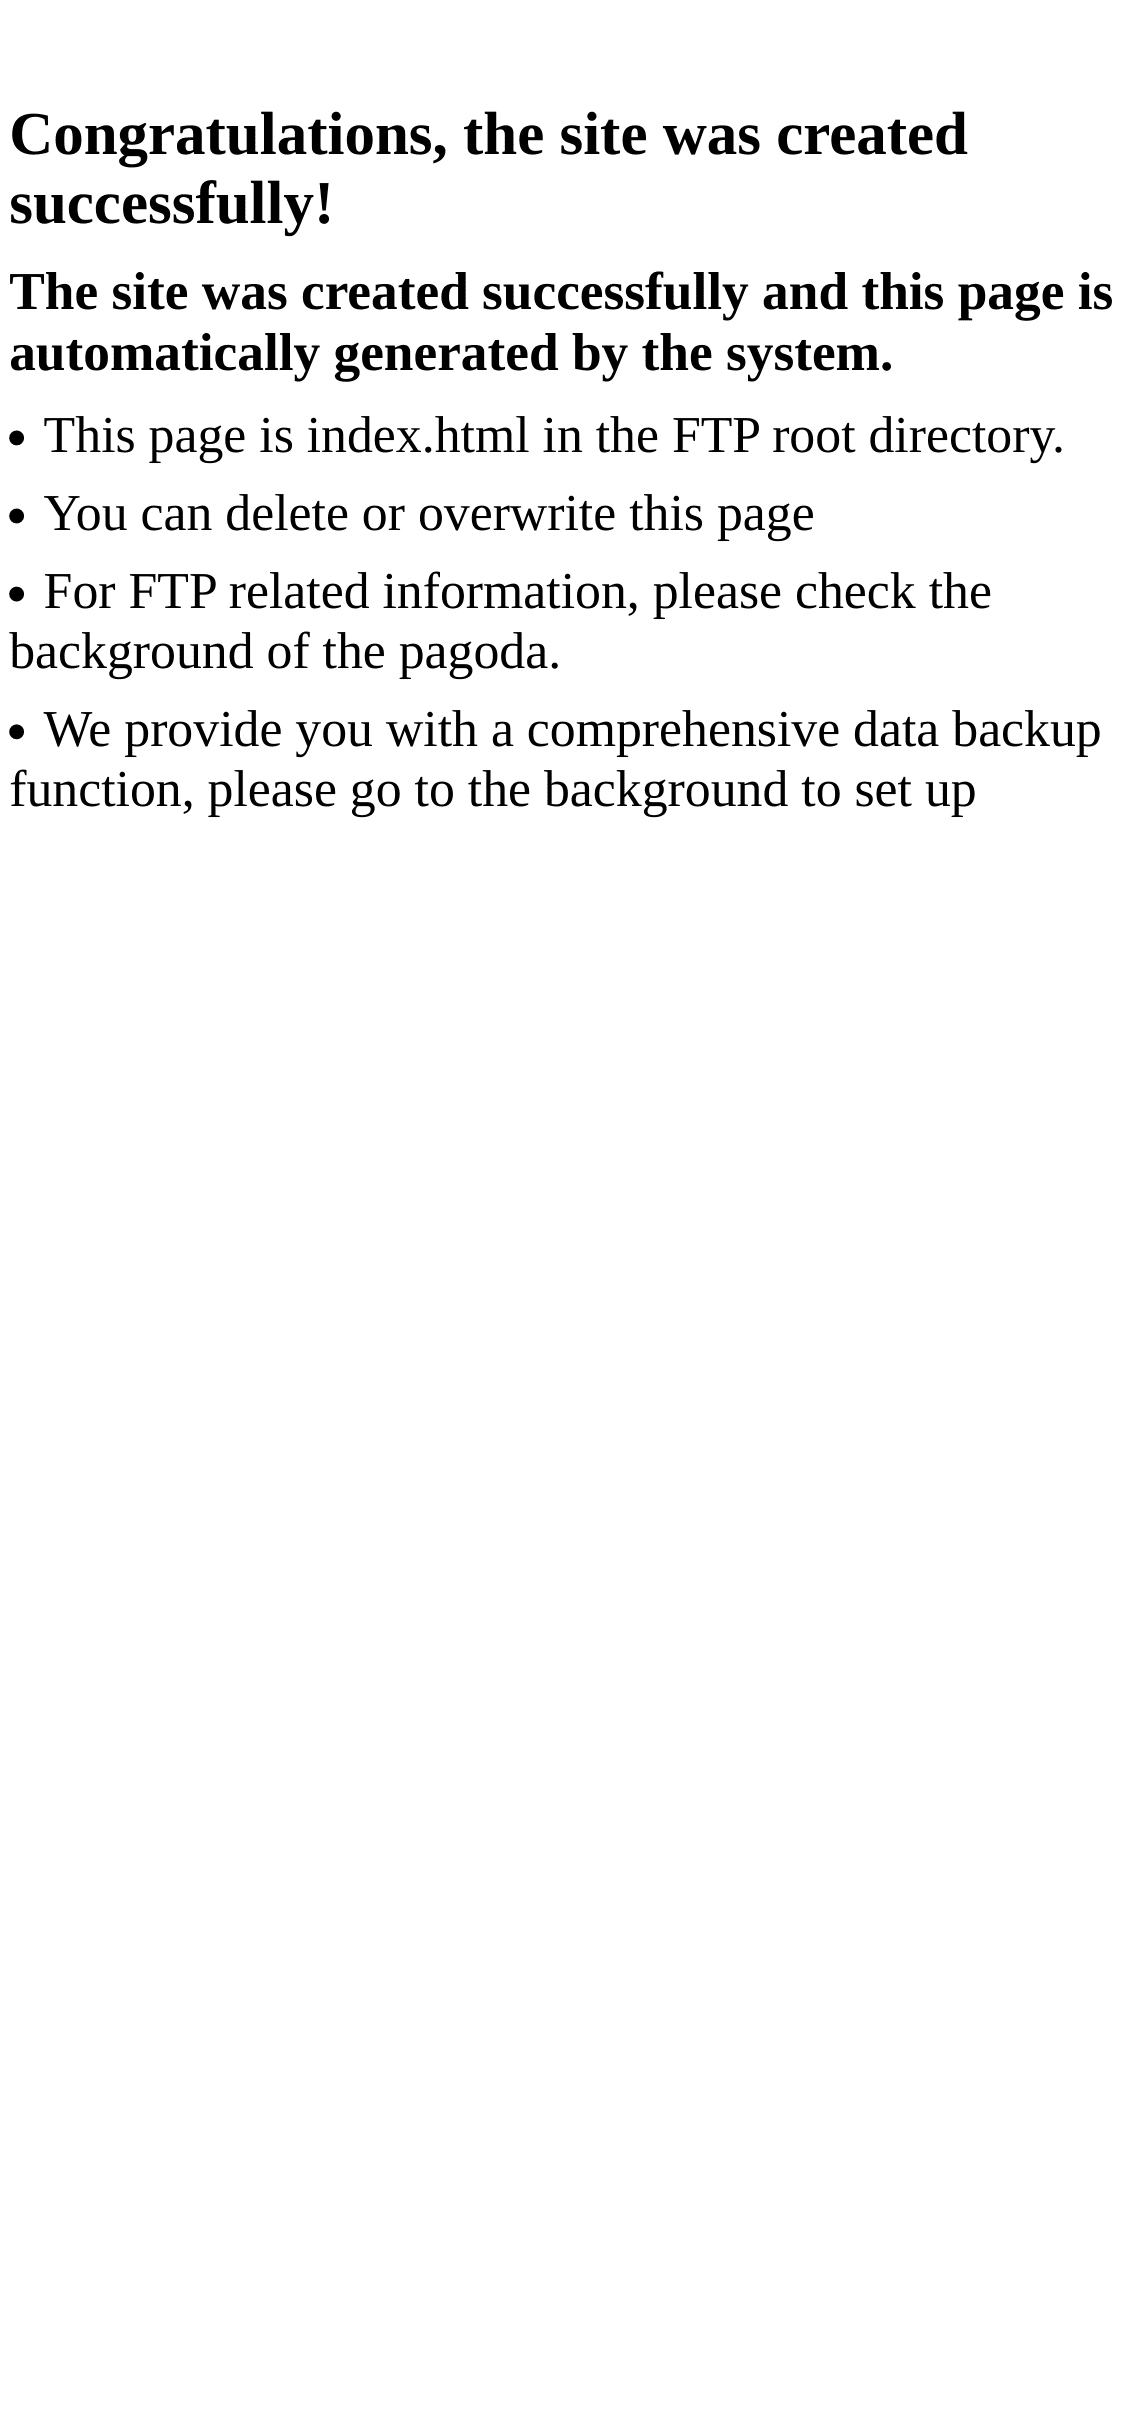 Congratulations, the site was created
successfully!
The site was created successfully and this page is
automatically generated by the system.
• This page is index.html in the FTP root directory.
• You can delete or overwrite this page
• For FTP related information, please check the
background of the pagoda.
• We provide you with a comprehensive data backup
function, please go to the background to set up